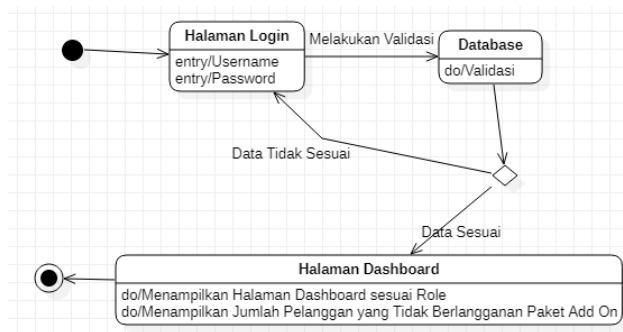 Halaman Login
entry/Username
entry/Password
Melakukan Validasi
Database
do/Validasi
Data Tidak Sesuai
Data Sesuai
Halaman Dashboard
do/Menampilkan Halaman Dashboard sesuai Role
do/Menampilkan Jumlah Pelanggan yang Tidak Berlangganan Paket Add On